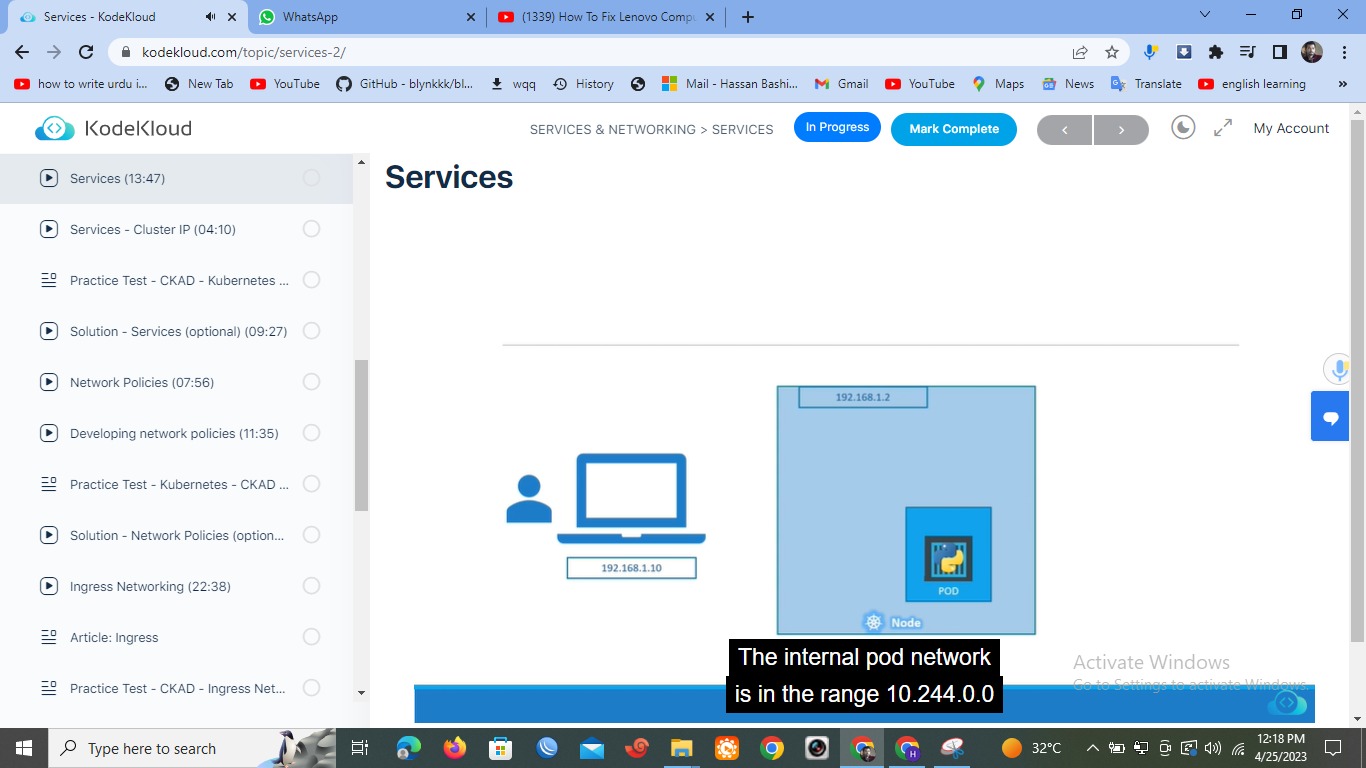 Services - KodeKloud
WhatsApp
(1339) How To Fix Lenovo Compu
kodekloud.com/topic/services-2/
how to write urdu i...
New Tab
YouTube
GitHub - blynkkk/bl...
wqq
History
Mail - Hassan Bashi...
Gmail
YouTube
Maps
News
Translate
english learning
»
KodeKloud
SERVICES & NETWORKING > SERVICES
In Progress
Mark Complete
My Account
Services (13:47)
Services - Cluster IP (04:10)
Practice Test - CKAD - Kubernetes ...
Solution - Services (optional) (09:27)
Network Policies (07:56)
Developing network policies (11:35)
Practice Test - Kubernetes - CKAD ...
Solution - Network Policies (option...
Ingress Networking (22:38)
Article: Ingress
Practice Test - CKAD - Ingress Net...
Services
192.168.1.2
192.168.1.10
POD
Node
The internal pod network
is in the range 10.244.0.0
Activate Windows
Go to Settings to activate Windows.
Type here to search
H
32°C
12:18 PM
4/25/2023